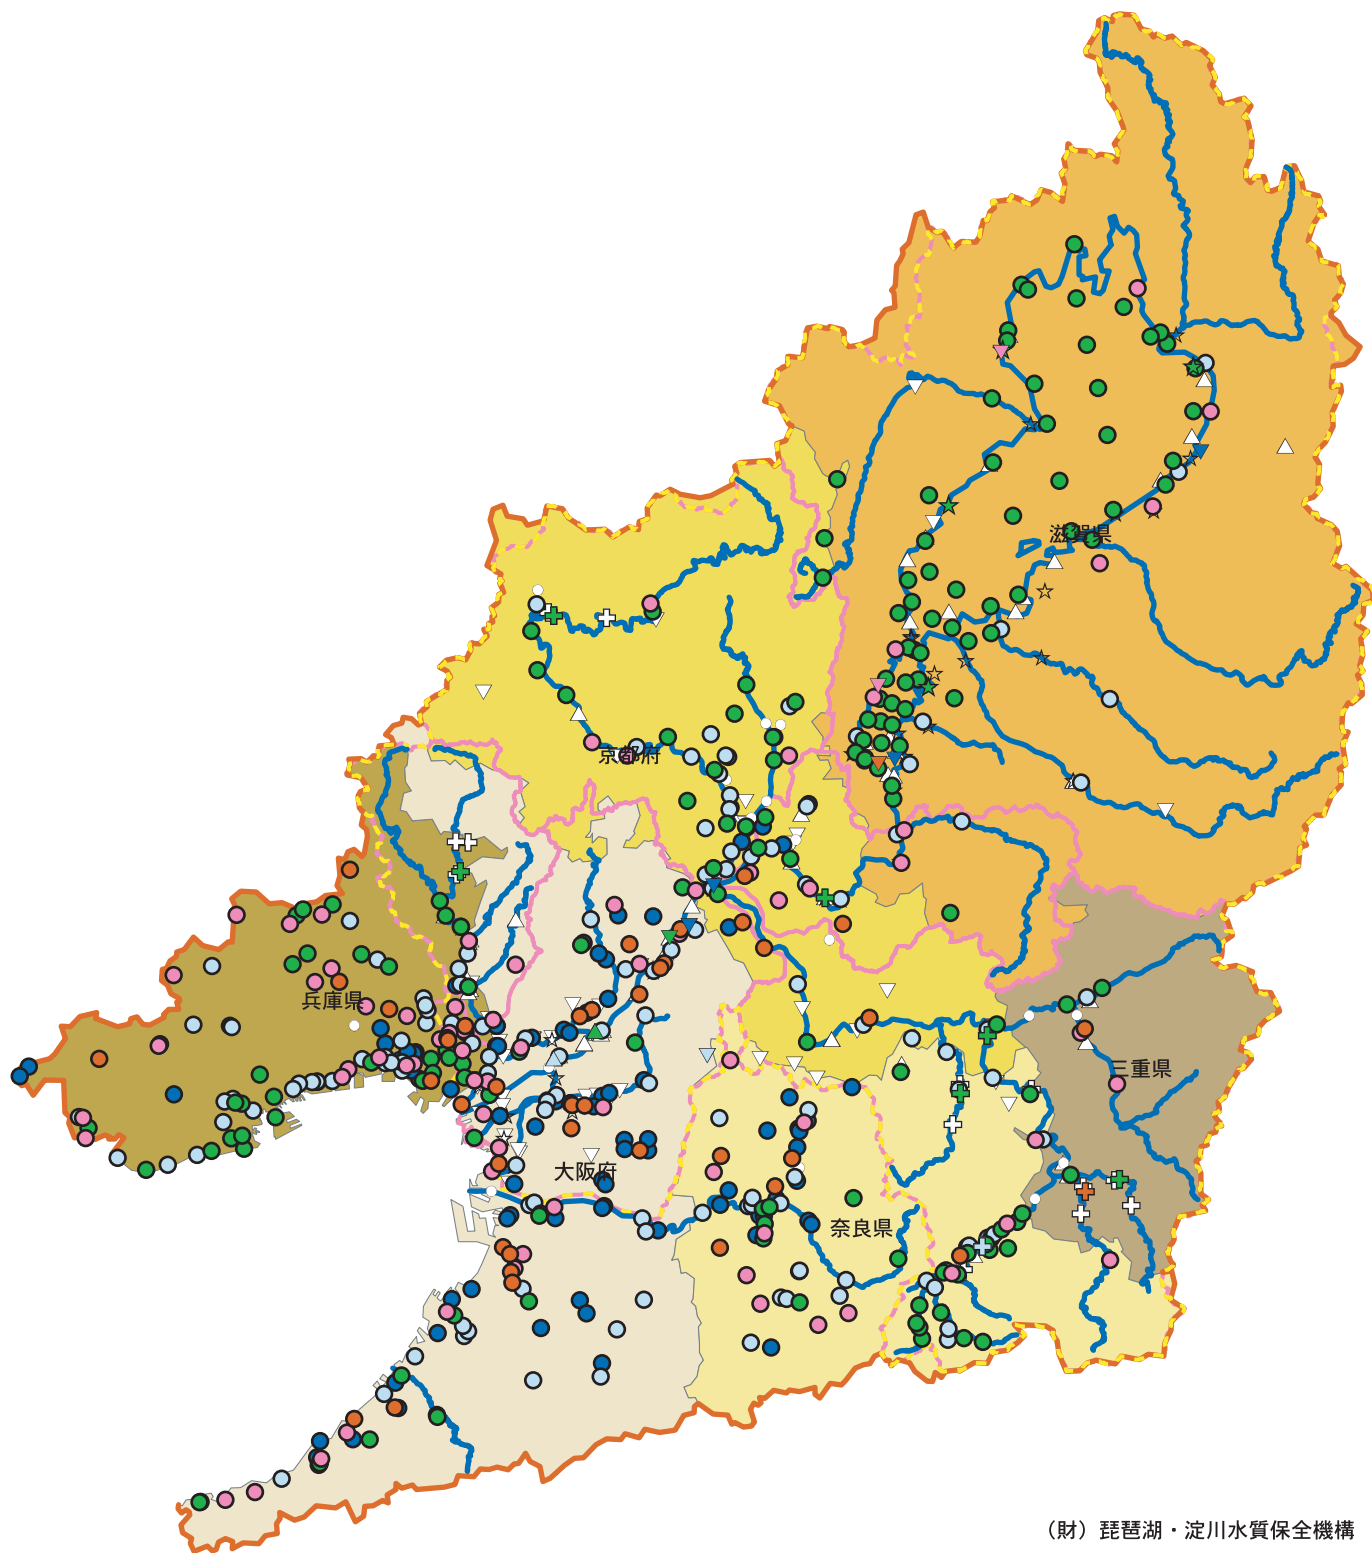 滋賀県
京都府
兵庫県
三重県
大阪府
奈良県
（財）琵琶湖・淀川水質保全機構